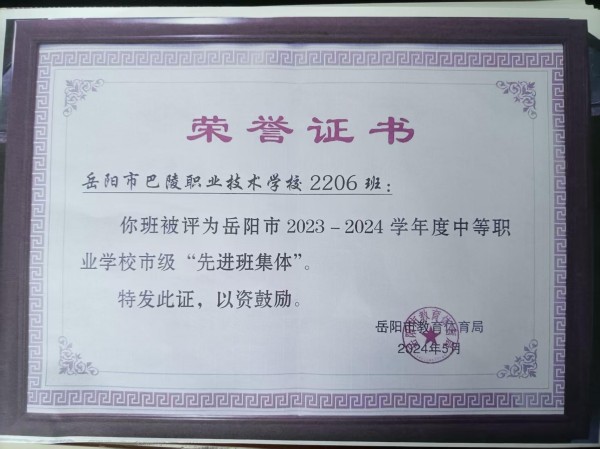 荣誉证书
岳阳市巴陵职业技术学校2206班：
你班被评为岳阳市2023－2024学年度中等职
业学校市级“先进班集体”。
特发此证，以资鼓励。
岳阳市教育体育局
2024年5月